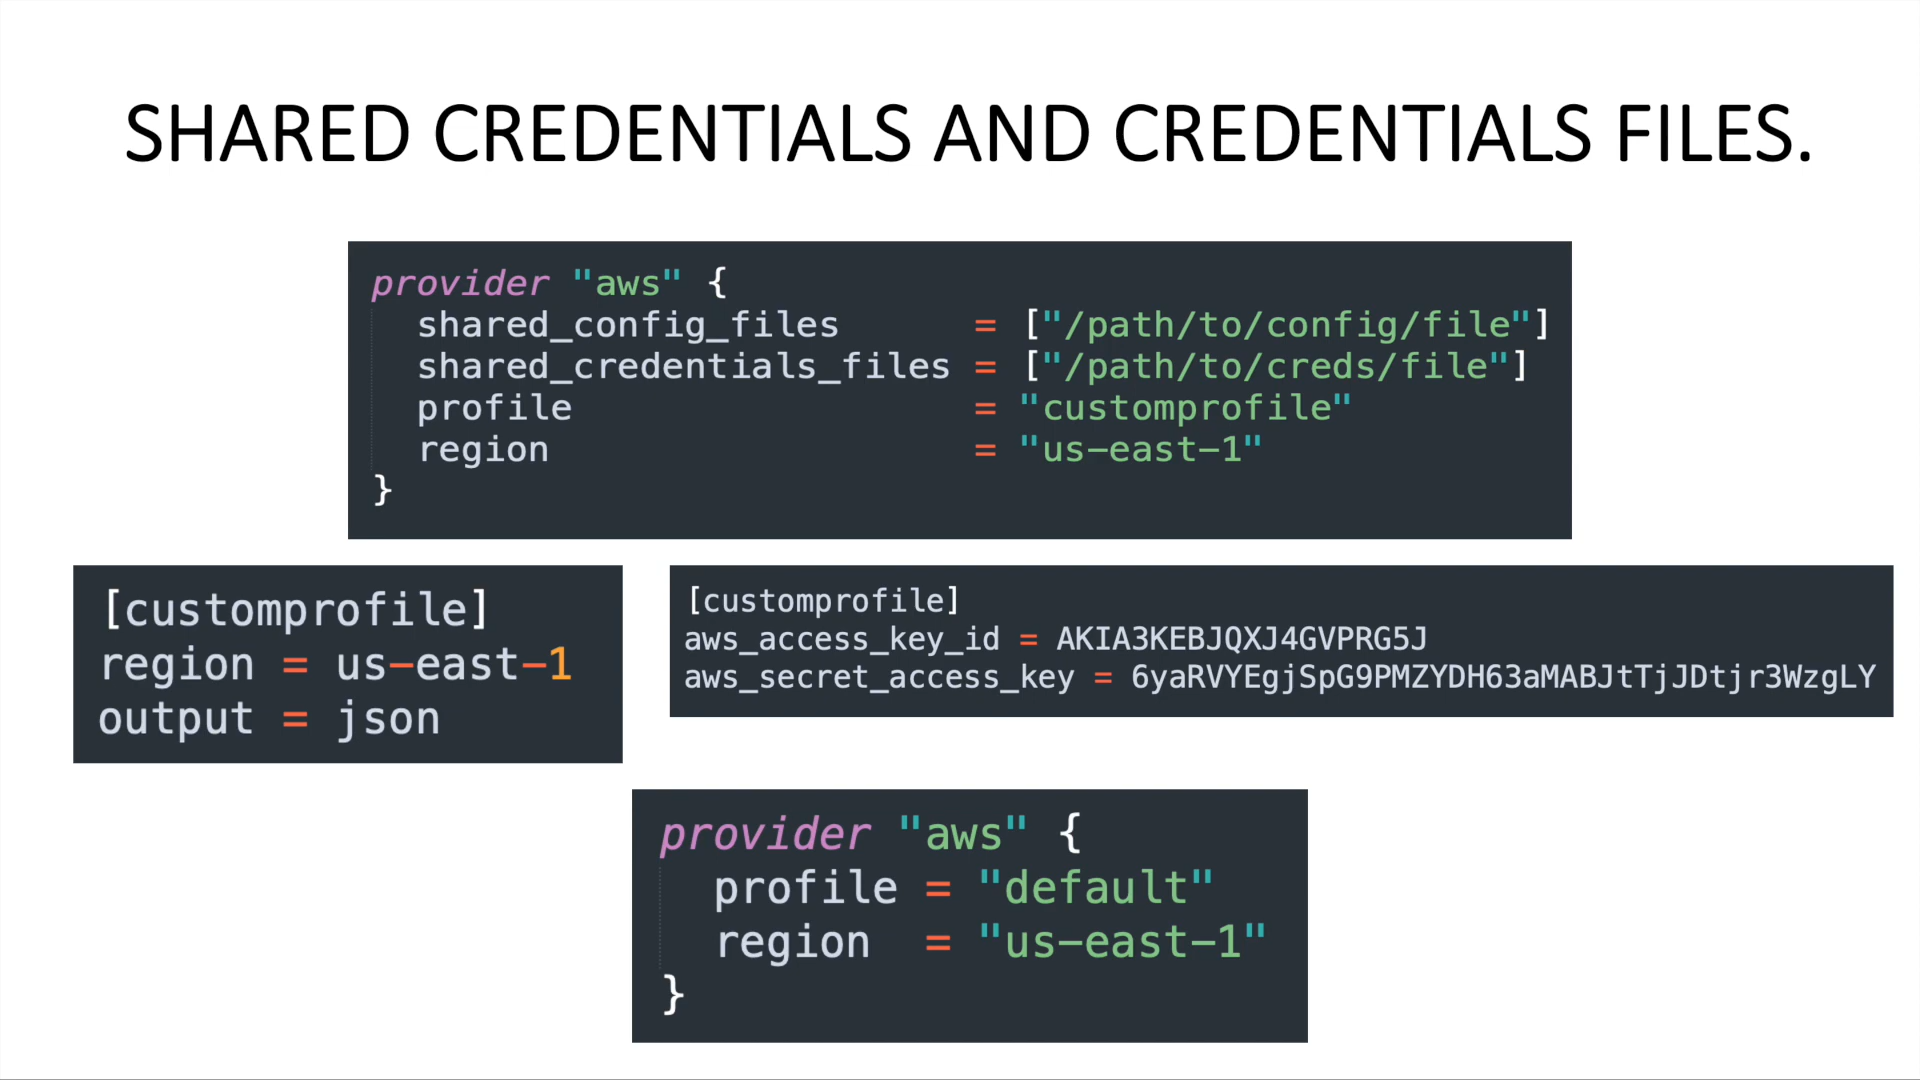 SHARED CREDENTIALS AND CREDENTIALS FILES.
provider "aws" {
  shared_config_files      = ["/path/to/config/file"]
  shared_credentials_files = ["/path/to/creds/file"]
  profile                  = "customprofile"
  region                   = "us-east-1"
}
[customprofile]
region = us-east-1
output = json
[customprofile]
aws_access_key_id = AKIA3KEBJQXJ4GVPRG5J
aws_secret_access_key = 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
provider "aws" {
  profile = "default"
  region  = "us-east-1"
}